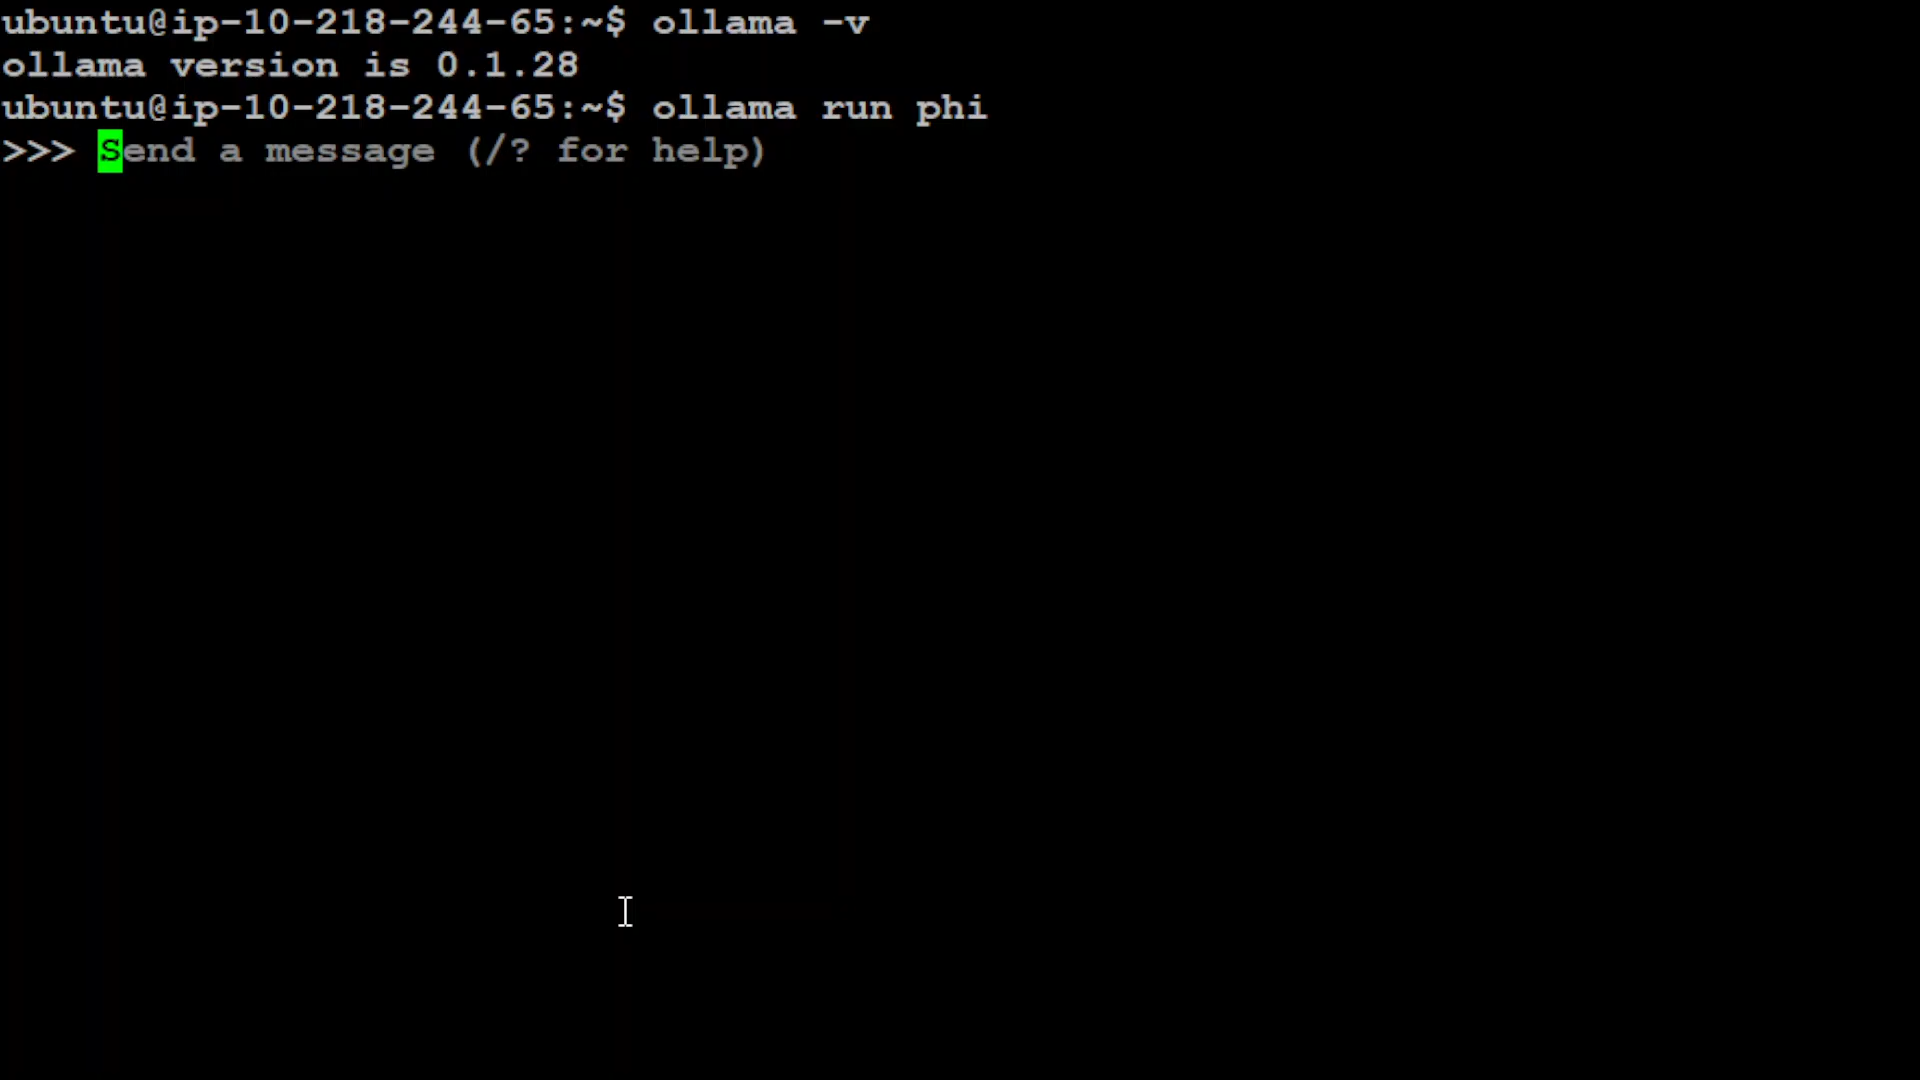 ubuntu@ip-10-218-244-65:~$ ollama -v
ollama version is 0.1.28
ubuntu@ip-10-218-244-65:~$ ollama run phi
>>> Send a message (/? for help)